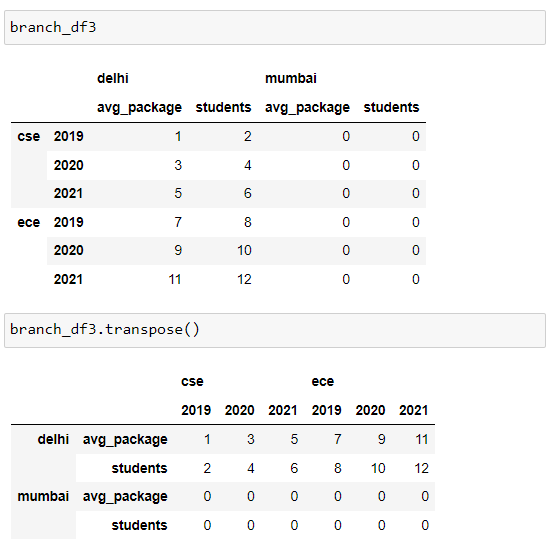 branch_df3
delhi mumbai
avg_package students avg_package students
cse 2019 1 2 0 0
2020 3 4 0 0
2021 5 6 0 0
ece 2019 7 8 0 0
2020 9 10 0 0
2021 11 12 0 0
branch_df3.transpose()
cse ece
2019 2020 2021 2019 2020 2021
delhi avg_package 1 3 5 7 9 11
students 2 4 6 8 10 12
mumbai avg_package 0 0 0 0 0 0
students 0 0 0 0 0 0